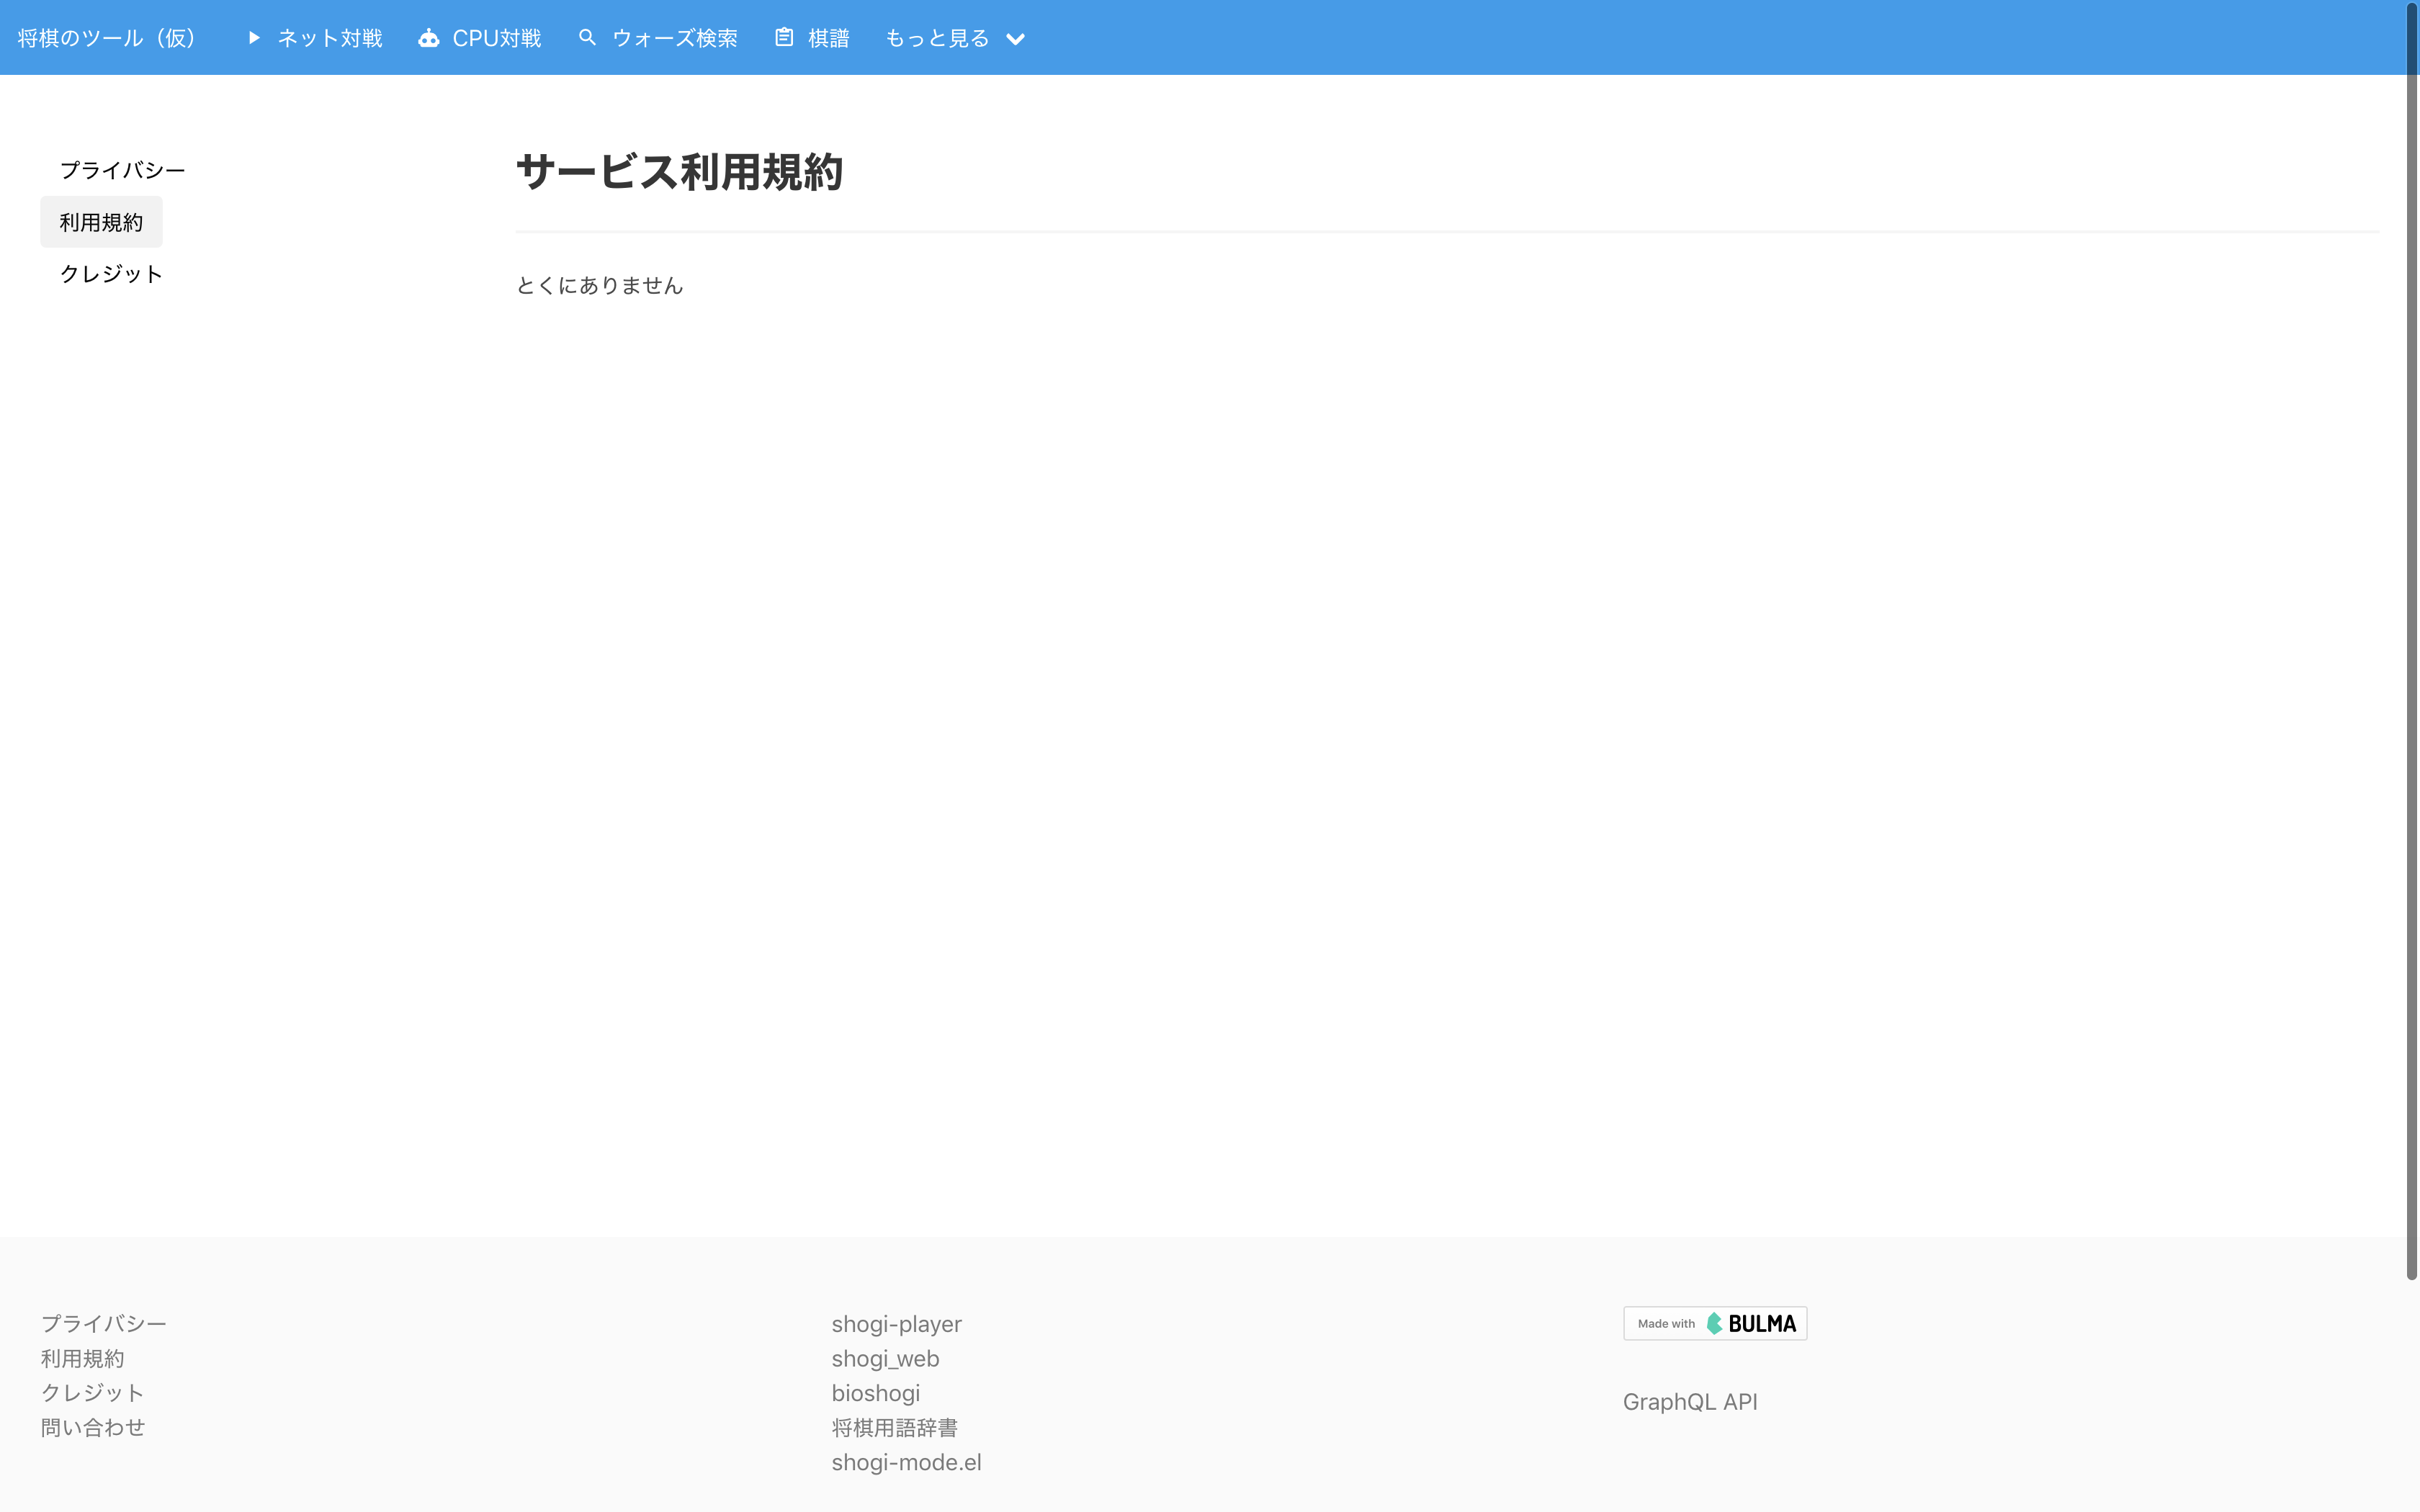 将棋のツール（仮） ネット対戦 CPU対戦 ウォーズ検索 棋譜 もっと見る
プライバシー
利用規約
クレジット
サービス利用規約
とくにありません
プライバシー
利用規約
クレジット
問い合わせ
shogi-player
shogi_web
bioshogi
将棋用語辞書
shogi-mode.el
Made with BULMA
GraphQL API